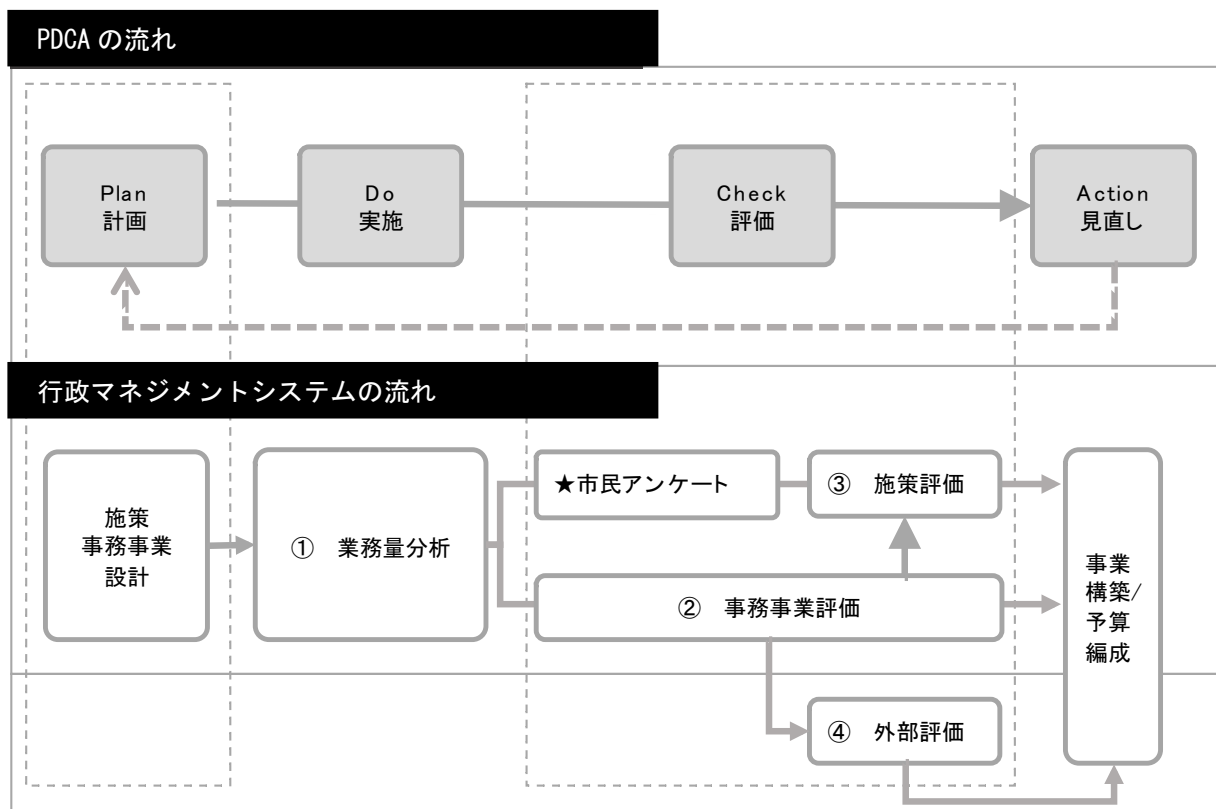 PDCA の流れ
Plan
計画
Do
実施
Check
評価
Action
見直し
行政マネジメントシステムの流れ
施策
事務事業
設計
① 業務量分析
★市民アンケート
③ 施策評価
② 事務事業評価
④ 外部評価
事業
構築/
予算
編成